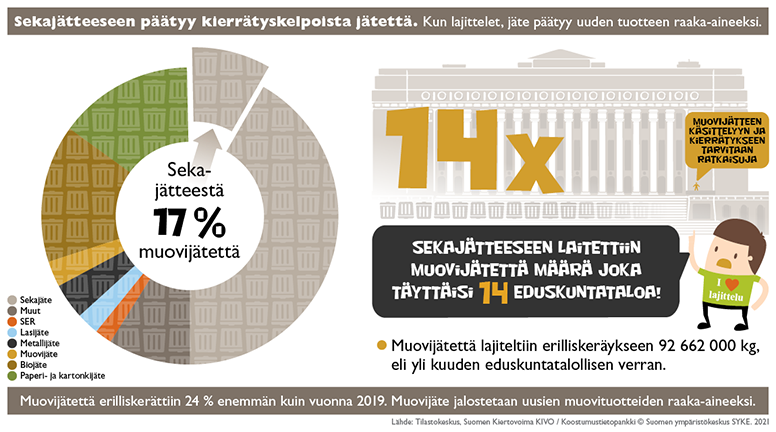 Sekajätteeseen päätyy kierrätyskelpoista jätettä. Kun lajittelet, jäte päätyy uuden tuotteen raaka-aineeksi.
Seka-
jätteestä
17 %
muovijätettä
Sekajäte
Muut
SER
Lasijäte
Metallijäte
Muovijäte
Biojäte
Paperi- ja kartonkijäte
14x
MUOVIJÄTTEEN
KÄSITTELYYN JA
KIERRÄTYKSEEN
TARVITAAN
RATKAISUJA
SEKAJÄTTEESEEN LAITETTIIN
MUOVIJÄTETTÄ MÄÄRÄ JOKA
TÄYTTÄISI 14 EDUSKUNTATALOA!
I ♥
lajittelu
• Muovijätettä lajiteltiin erilliskeräykseen 92 662 000 kg,
eli yli kuuden eduskuntatalollisen verran.
Muovijätettä erilliskerättiin 24 % enemmän kuin vuonna 2019. Muovijäte jalostetaan uusien muovituotteiden raaka-aineeksi.
Lähde: Tilastokeskus, Suomen Kiertovoima KIVO / Koostumustietopankki © Suomen ympäristökeskus SYKE. 2021